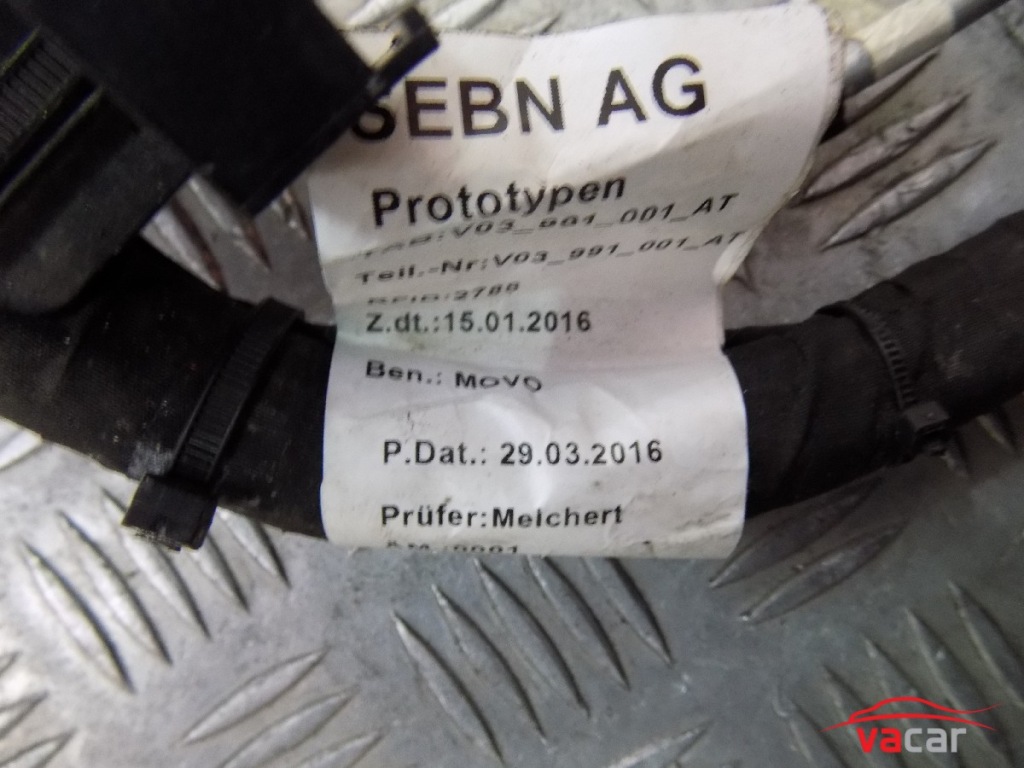 SEBN AG
Prototypen
V03_991_001_AT
Teil.-Nr:V03_991_001_AT
Z.dt.:15.01.2016
Ben.: MOVO
P.Dat.: 29.03.2016
Prüfer:Melchert
vacar